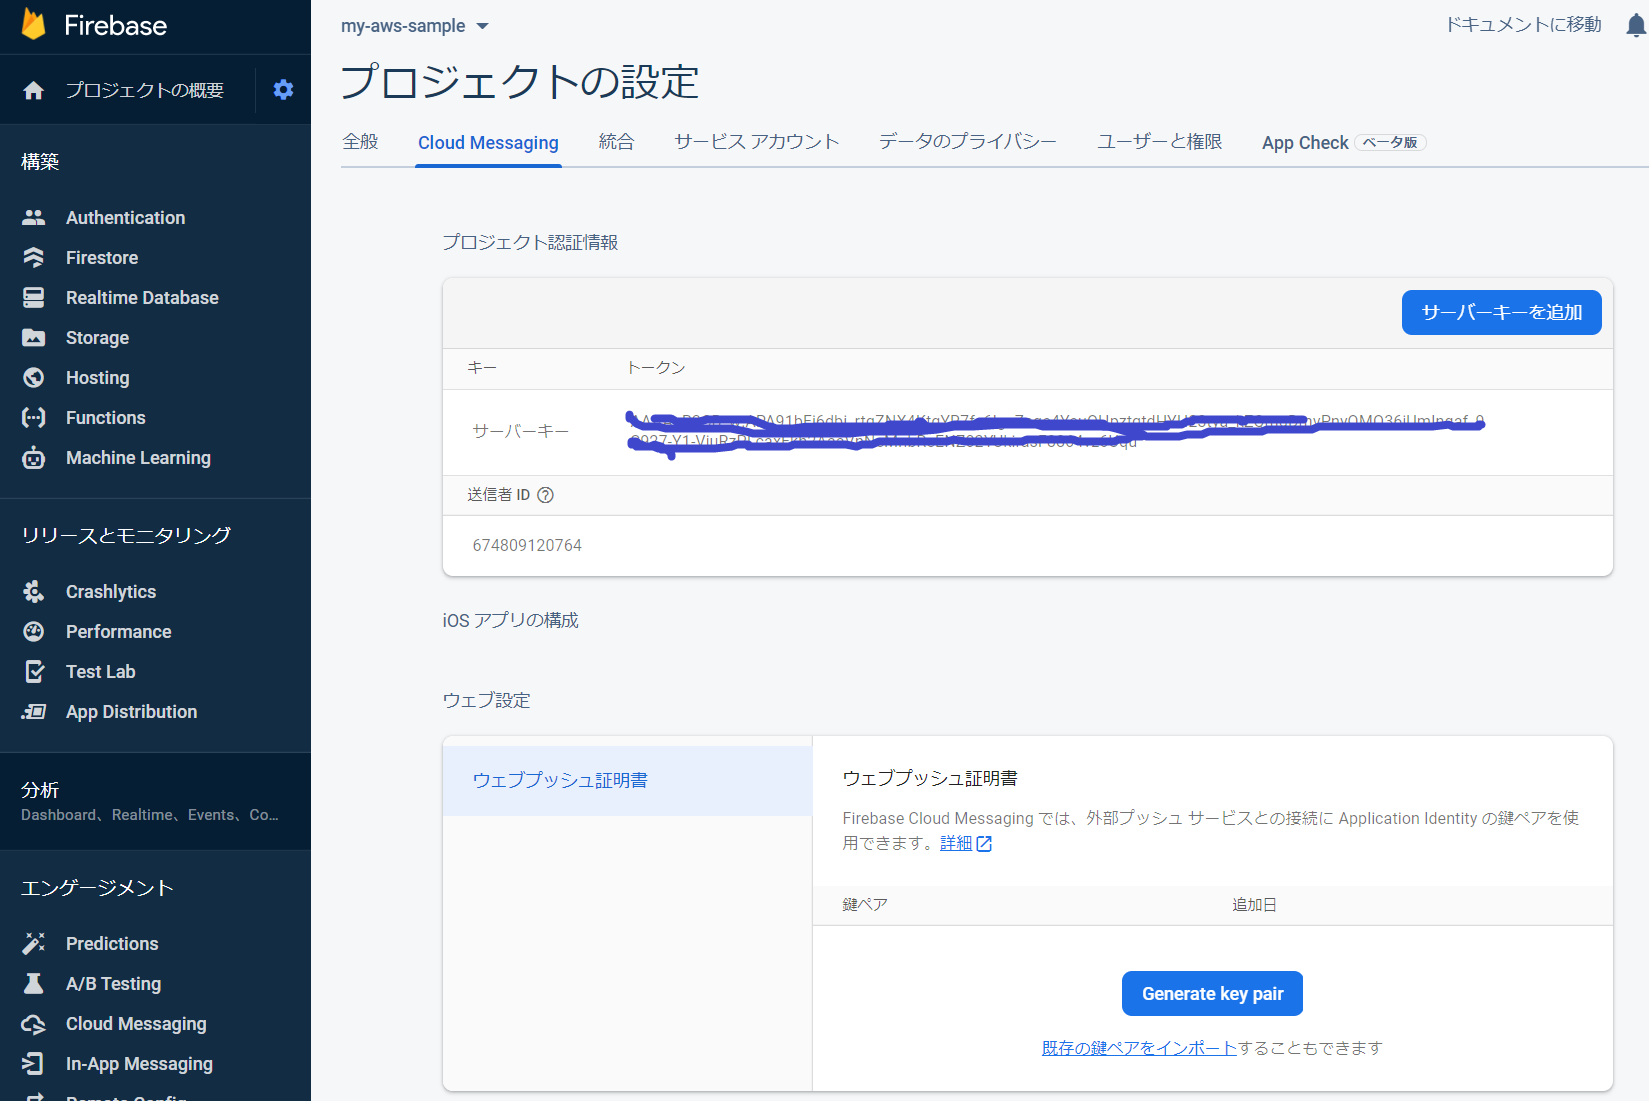 Firebase
プロジェクトの概要
構築
Authentication
Firestore
Realtime Database
Storage
Hosting
Functions
Machine Learning
リリースとモニタリング
Crashlytics
Performance
Test Lab
App Distribution
分析
Dashboard、Realtime、Events、Co...
エンゲージメント
Predictions
A/B Testing
Cloud Messaging
In-App Messaging
Remote Config
my-aws-sample
ドキュメントに移動
プロジェクトの設定
全般 Cloud Messaging 統合 サービス アカウント データのプライバシー ユーザーと権限 App Check ベータ版
プロジェクト認証情報
サーバーキーを追加
キー トークン
サーバーキー
送信者 ID
674809120764
iOS アプリの構成
ウェブ設定
ウェブプッシュ証明書
ウェブプッシュ証明書
Firebase Cloud Messaging では、外部プッシュ サービスとの接続に Application Identity の鍵ペアを使
用できます。詳細
鍵ペア 追加日
Generate key pair
既存の鍵ペアをインポートすることもできます